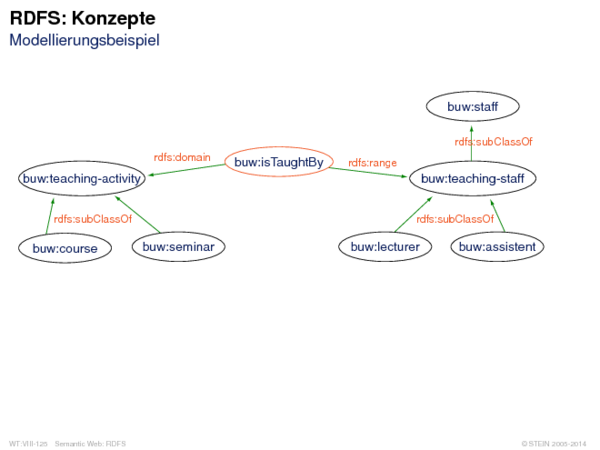 RDFS: Konzepte
Modellierungsbeispiel
buw:staff
rdfs:subClassOf
rdfs:domain
buw:isTaughtBy
rdfs:range
buw:teaching-activity
buw:teaching-staff
rdfs:subClassOf
rdfs:subClassOf
buw:course
buw:seminar
buw:lecturer
buw:assistent
WT:VIII-125 Semantic Web: RDFS
© STEIN 2005-2014